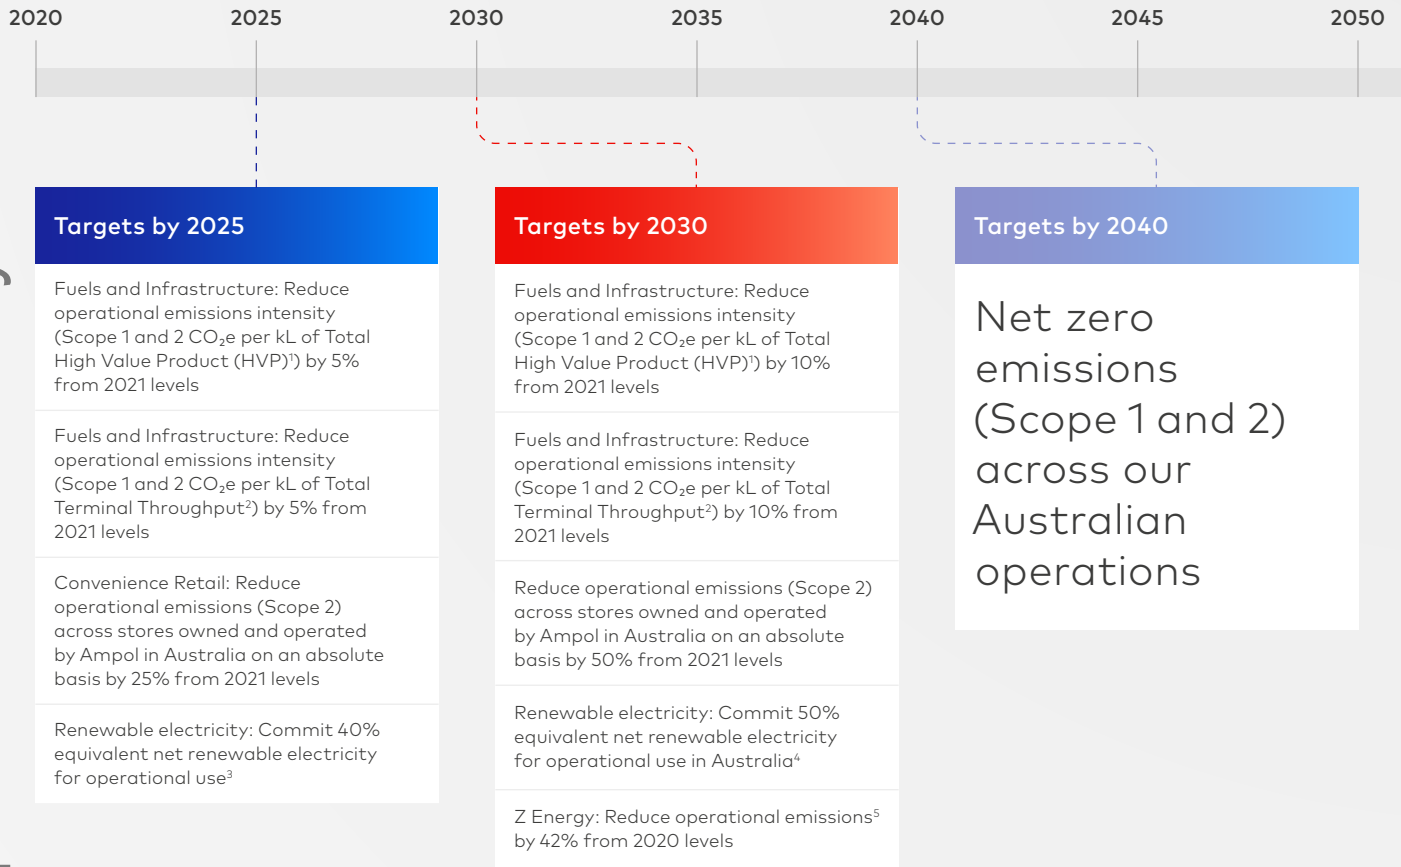 2020 2025 2030 2035 2040 2045 2050
Targets by 2025
Fuels and Infrastructure: Reduce
operational emissions intensity
(Scope 1 and 2 CO₂e per kL of Total
High Value Product (HVP)¹) by 5%
from 2021 levels
Fuels and Infrastructure: Reduce
operational emissions intensity
(Scope 1 and 2 CO₂e per kL of Total
Terminal Throughput²) by 5% from
2021 levels
Convenience Retail: Reduce
operational emissions (Scope 2)
across stores owned and operated
by Ampol in Australia on an absolute
basis by 25% from 2021 levels
Renewable electricity: Commit 40%
equivalent net renewable electricity
for operational use³
Targets by 2030
Fuels and Infrastructure: Reduce
operational emissions intensity
(Scope 1 and 2 CO₂e per kL of Total
High Value Product (HVP)¹) by 10%
from 2021 levels
Fuels and Infrastructure: Reduce
operational emissions intensity
(Scope 1 and 2 CO₂e per kL of Total
Terminal Throughput²) by 10% from
2021 levels
Reduce operational emissions (Scope 2)
across stores owned and operated
by Ampol in Australia on an absolute
basis by 50% from 2021 levels
Renewable electricity: Commit 50%
equivalent net renewable electricity
for operational use in Australia⁴
Z Energy: Reduce operational emissions⁵
by 42% from 2020 levels
Targets by 2040
Net zero
emissions
(Scope 1 and 2)
across our
Australian
operations